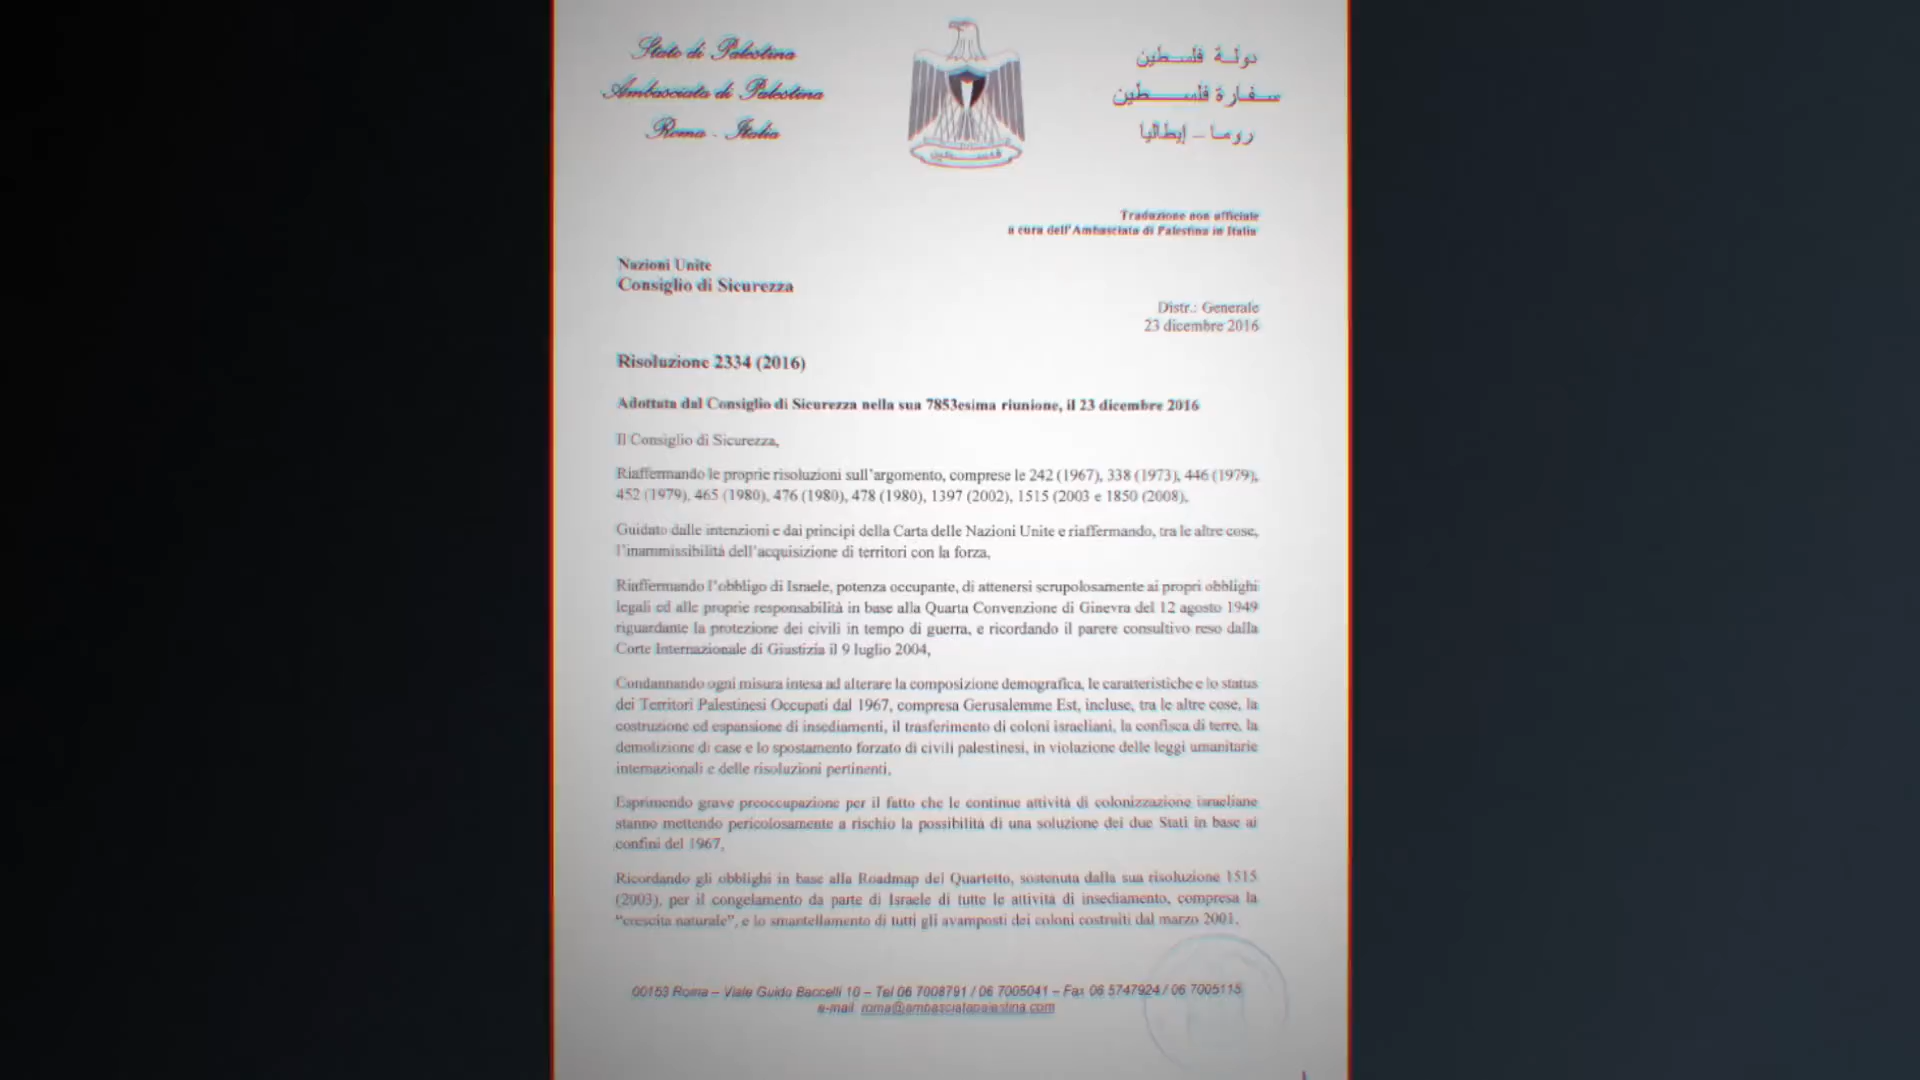 Stato di Palestina
Ambasciata di Palestina
Roma - Italia
دولة فلسطين
سفارة فلسطين
روما – إيطاليا
فلسطين
Traduzione non ufficiale
a cura dell'Ambasciata di Palestina in Italia
Nazioni Unite
Consiglio di Sicurezza
Distr.: Generale
23 dicembre 2016
Risoluzione 2334 (2016)
Adottata dal Consiglio di Sicurezza nella sua 7853esima riunione, il 23 dicembre 2016
Il Consiglio di Sicurezza,
Riaffermando le proprie risoluzioni sull'argomento, comprese le 242 (1967), 338 (1973), 446 (1979),
452 (1979), 465 (1980), 476 (1980), 478 (1980), 1397 (2002), 1515 (2003 e 1850 (2008),
Guidato dalle intenzioni e dai principi della Carta delle Nazioni Unite e riaffermando, tra le altre cose,
l'inammissibilità dell'acquisizione di territori con la forza,
Riaffermando l'obbligo di Israele, potenza occupante, di attenersi scrupolosamente ai propri obblighi
legali ed alle proprie responsabilità in base alla Quarta Convenzione di Ginevra del 12 agosto 1949
riguardante la protezione dei civili in tempo di guerra, e ricordando il parere consultivo reso dalla
Corte Internazionale di Giustizia il 9 luglio 2004,
Condannando ogni misura intesa ad alterare la composizione demografica, le caratteristiche e lo status
dei Territori Palestinesi Occupati dal 1967, compresa Gerusalemme Est, incluse, tra le altre cose, la
costruzione ed espansione di insediamenti, il trasferimento di coloni israeliani, la confisca di terre, la
demolizione di case e lo spostamento forzato di civili palestinesi, in violazione delle leggi umanitarie
internazionali e delle risoluzioni pertinenti,
Esprimendo grave preoccupazione per il fatto che le continue attività di colonizzazione israeliane
stanno mettendo pericolosamente a rischio la possibilità di una soluzione dei due Stati in base ai
confini del 1967,
Ricordando gli obblighi in base alla Roadmap del Quartetto, sostenuta dalla sua risoluzione 1515
(2003), per il congelamento da parte di Israele di tutte le attività di insediamento, compresa la
"crescita naturale", e lo smantellamento di tutti gli avamposti dei coloni costruiti dal marzo 2001,
00153 Roma – Viale Guido Baccelli 10 – Tel 06 7008791 / 06 7005041 – Fax 06 5747924 / 06 7005115
e-mail roma@ambasciatapalestina.com